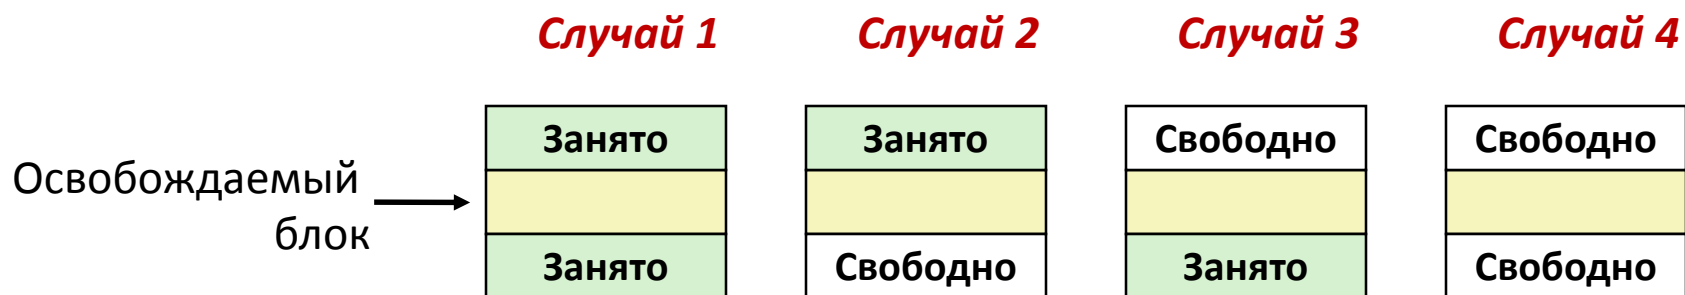 Случай 1 Случай 2 Случай 3 Случай 4
Занято Занято Свободно Свободно
Освобождаемый
блок
Занято Свободно Занято Свободно